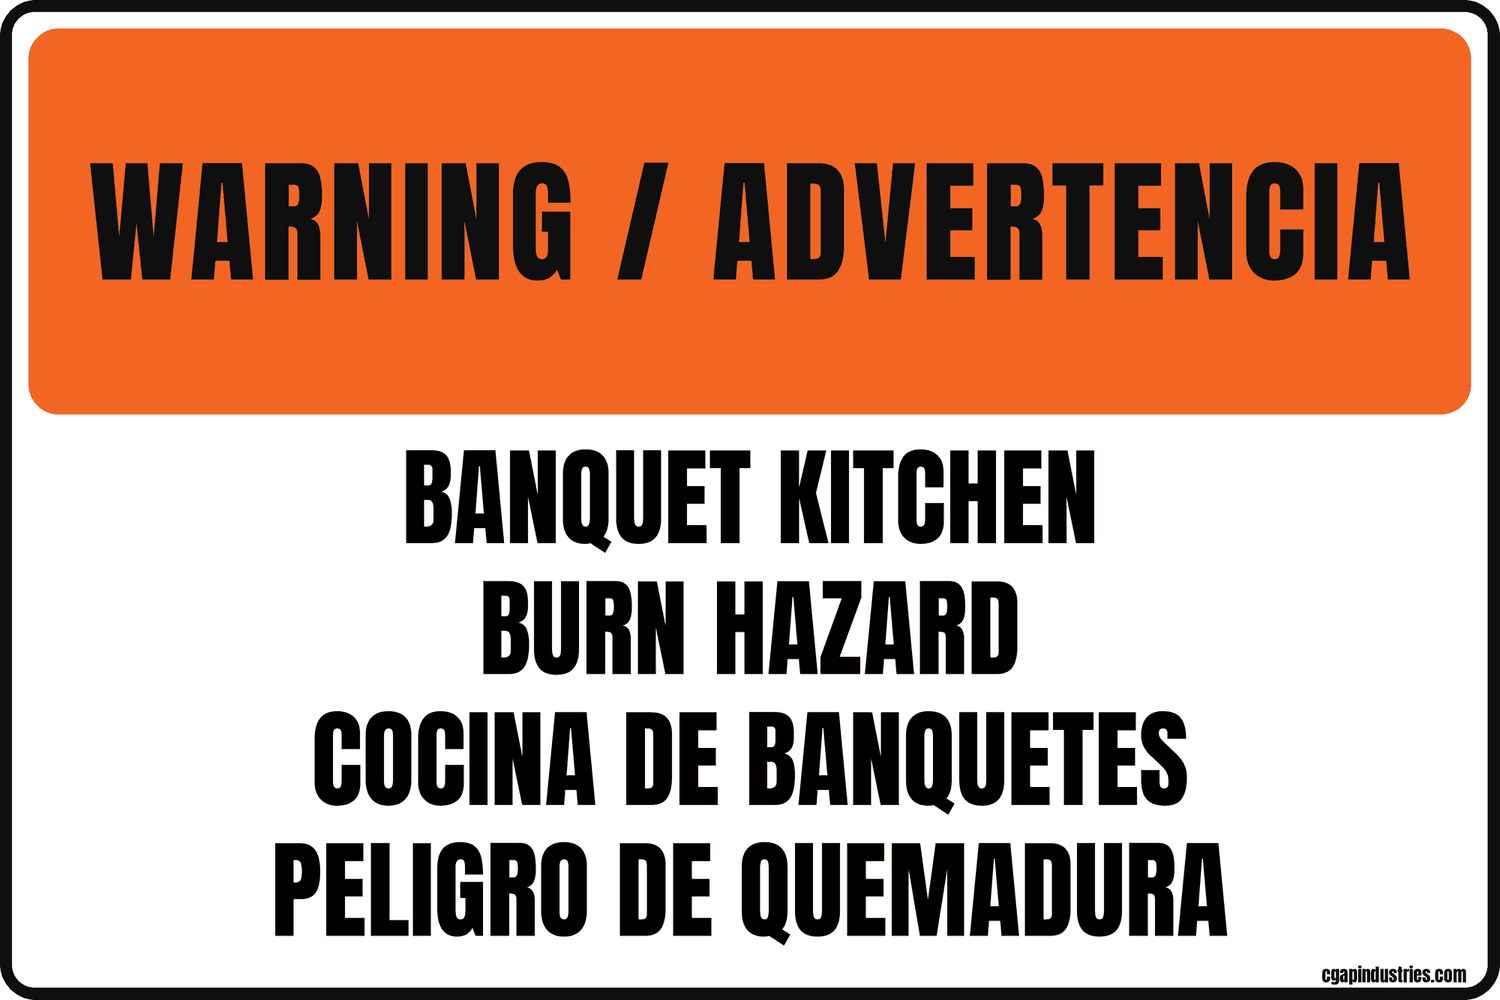 WARNING / ADVERTENCIA
BANQUET KITCHEN
BURN HAZARD
COCINA DE BANQUETES
PELIGRO DE QUEMADURA
cgapindustries.com